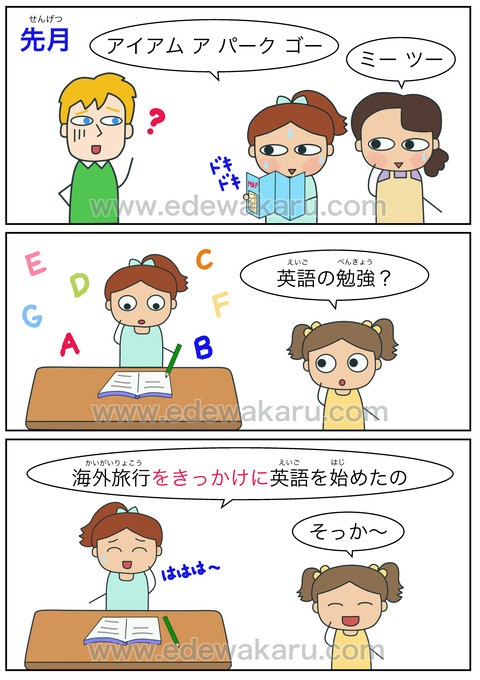 せんげつ
先月
アイアム ア パーク ゴー
ミー ツー
?
ドキ
ドキ
MAP
www.edewakaru.com
えいご べんきょう
英語の勉強?
E
D
C
G
F
A
B
www.edewakaru.com
かいがいりょこう えいご はじ
海外旅行をきっかけに英語を始めたの
そっか〜
ははは〜
www.edewakaru.com